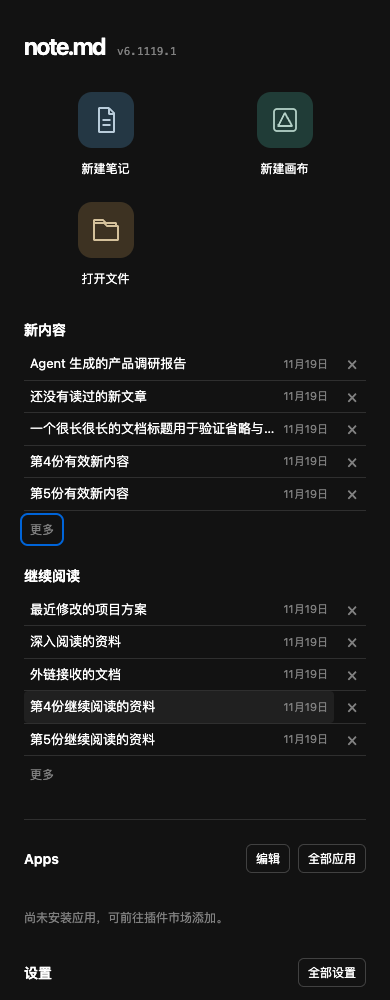 note.md v6.1119.1
新建笔记 新建画布
打开文件
新内容
Agent 生成的产品调研报告 11月19日 ×
还没有读过的新文章 11月19日 ×
一个很长很长的文档标题用于验证省略与... 11月19日 ×
第4份有效新内容 11月19日 ×
第5份有效新内容 11月19日 ×
更多
继续阅读
最近修改的项目方案 11月19日 ×
深入阅读的资料 11月19日 ×
外链接收的文档 11月19日 ×
第4份继续阅读的资料 11月19日 ×
第5份继续阅读的资料 11月19日 ×
更多
Apps 编辑 全部应用
尚未安装应用，可前往插件市场添加。
设置 全部设置